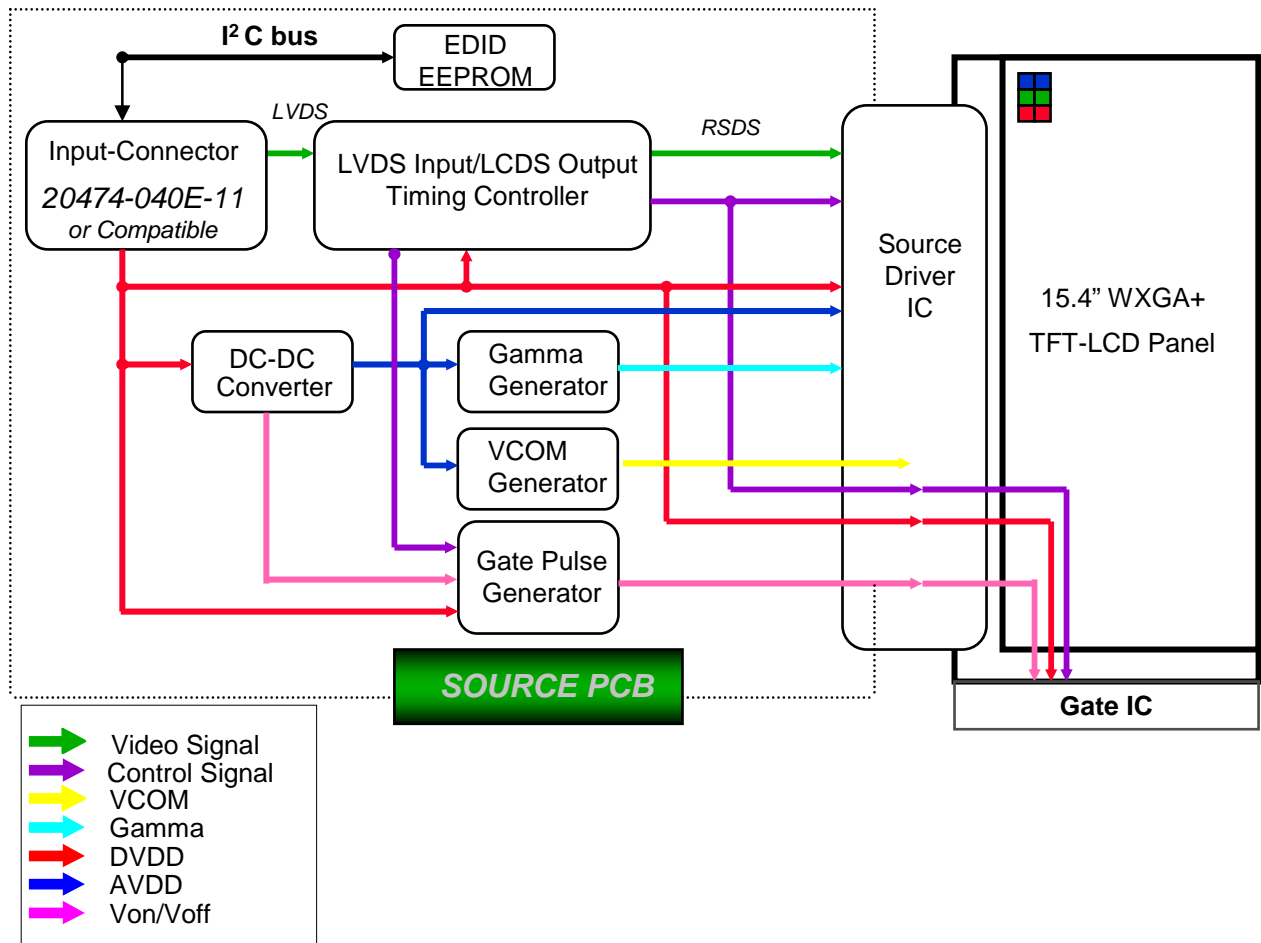 I² C bus
EDID
EEPROM
LVDS
RSDS
Input-Connector
20474-040E-11
or Compatible
LVDS Input/LCDS Output
Timing Controller
Source
Driver
IC
15.4” WXGA+
TFT-LCD Panel
DC-DC
Converter
Gamma
Generator
VCOM
Generator
Gate Pulse
Generator
SOURCE PCB
Gate IC
Video Signal
Control Signal
VCOM
Gamma
DVDD
AVDD
Von/Voff